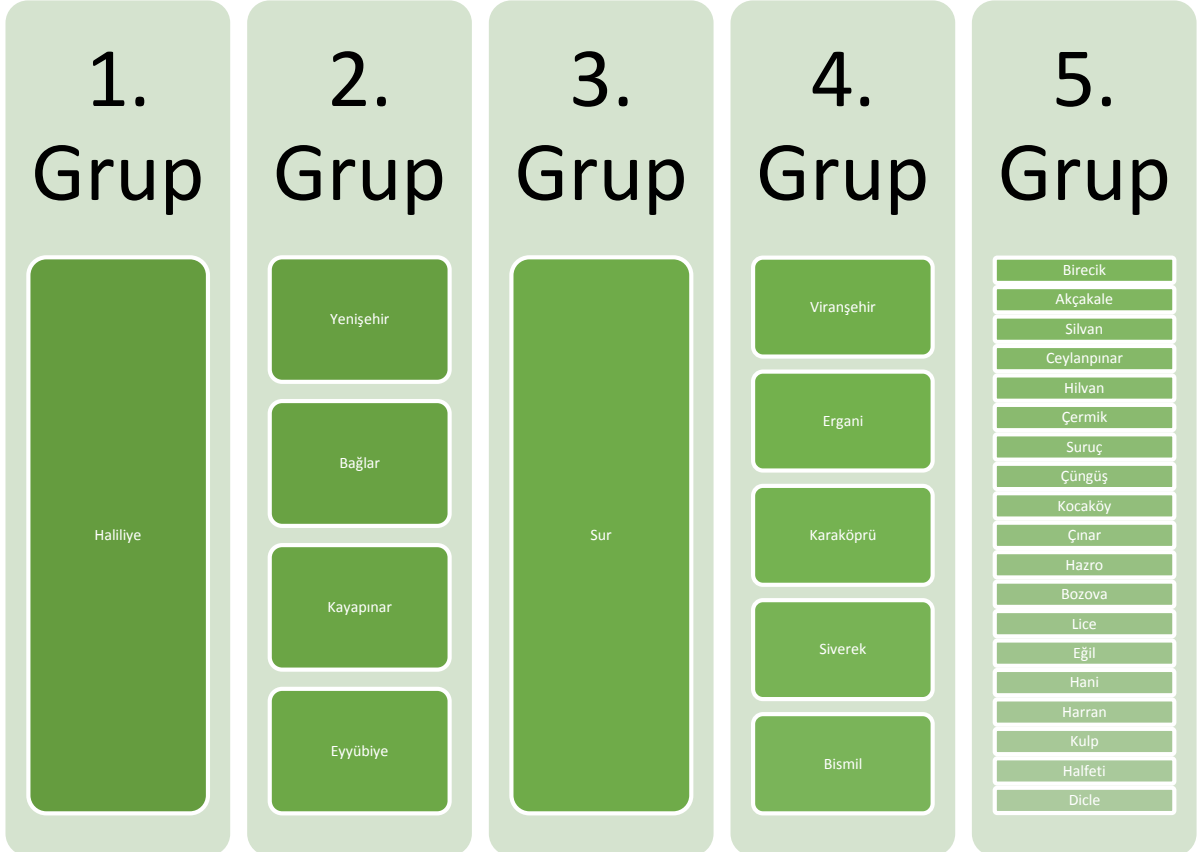 1.
Grup
Haliliye
2.
Grup
Yenişehir
Bağlar
Kayapınar
Eyyübiye
3.
Grup
Sur
4.
Grup
Viranşehir
Ergani
Karaköprü
Siverek
Bismil
5.
Grup
Birecik
Akçakale
Silvan
Ceylanpınar
Hilvan
Çermik
Suruç
Çüngüş
Kocaköy
Çınar
Hazro
Bozova
Lice
Eğil
Hani
Harran
Kulp
Halfeti
Dicle